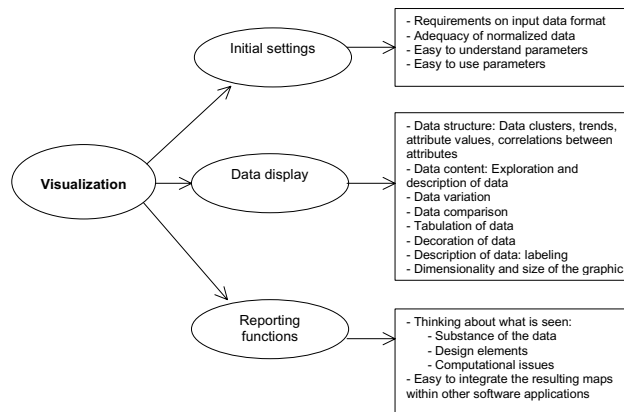 Initial settings
- Requirements on input data format
- Adequacy of normalized data
- Easy to understand parameters
- Easy to use parameters
Visualization
Data display
- Data structure: Data clusters, trends,
attribute values, correlations between
attributes
- Data content: Exploration and
description of data
- Data variation
- Data comparison
- Tabulation of data
- Decoration of data
- Description of data: labeling
- Dimensionality and size of the graphic
Reporting
functions
- Thinking about what is seen:
- Substance of the data
- Design elements
- Computational issues
- Easy to integrate the resulting maps
within other software applications